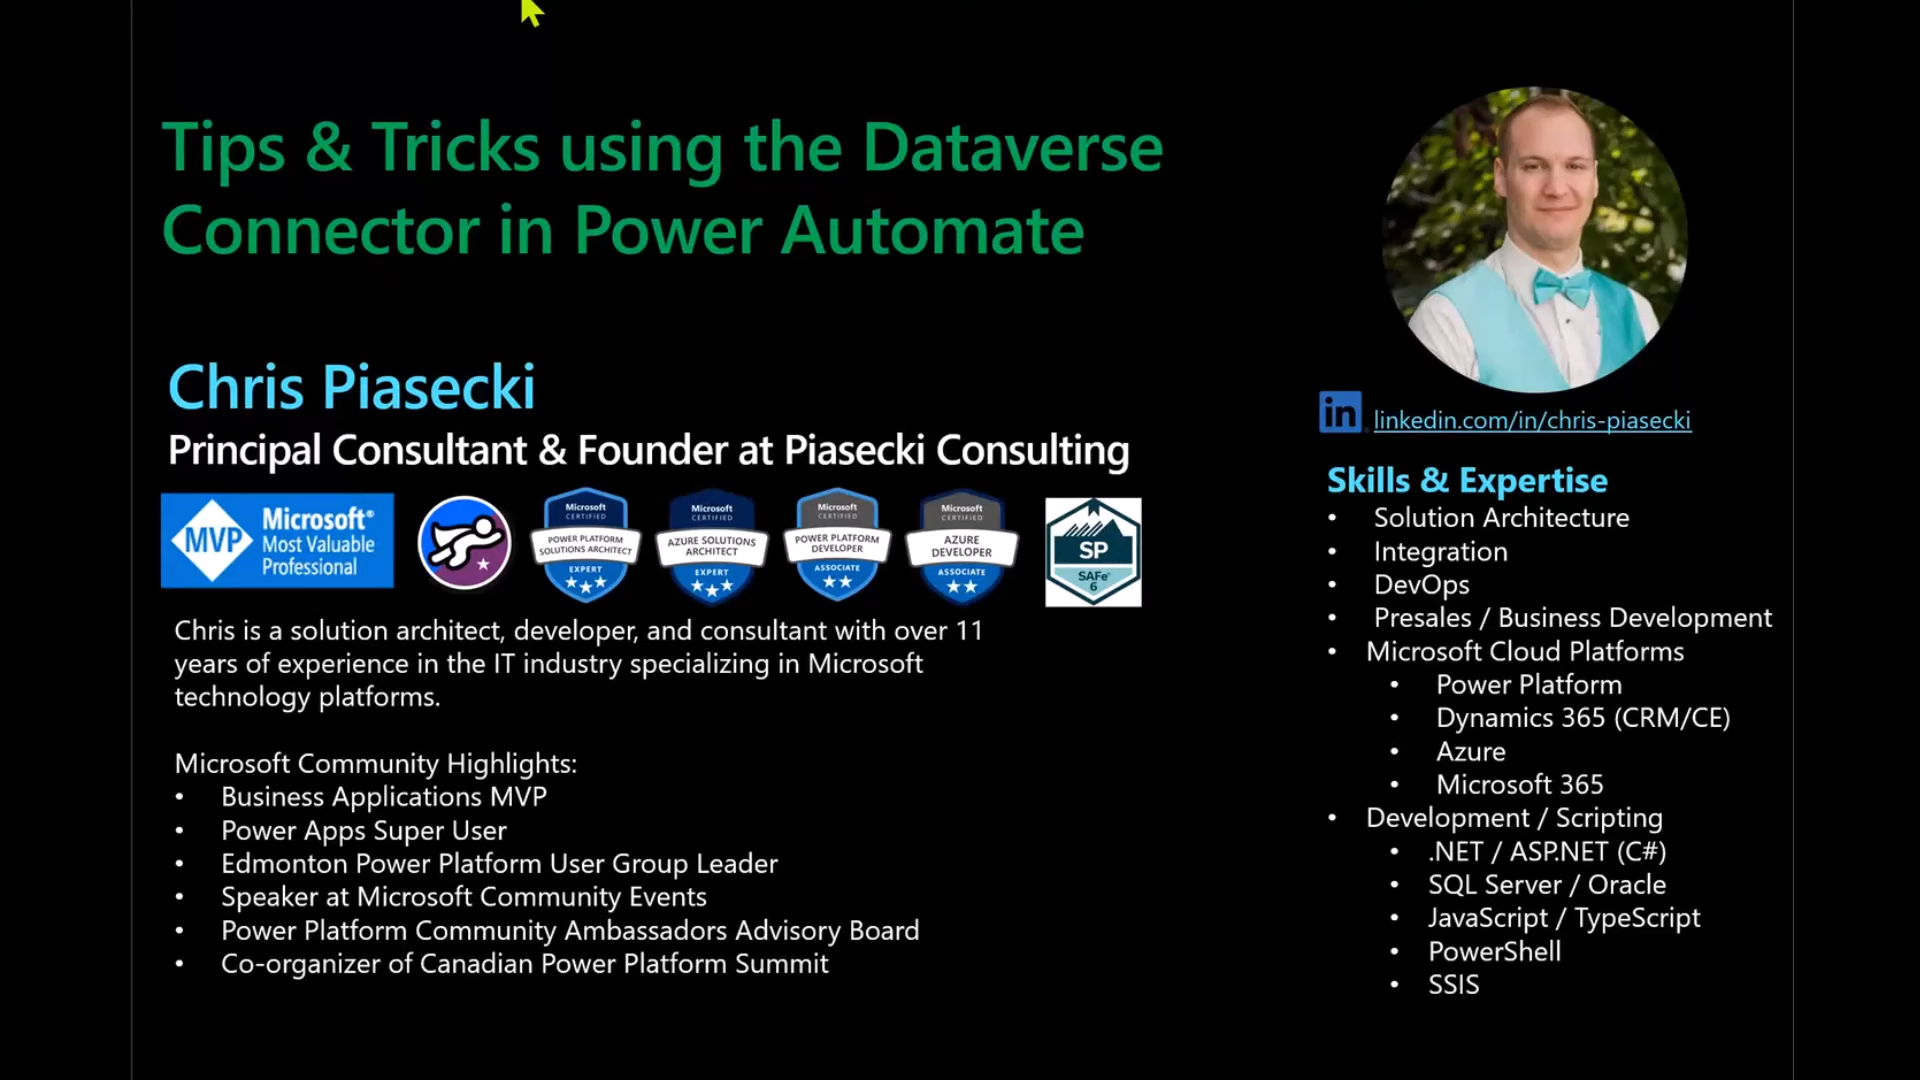 Tips & Tricks using the Dataverse
Connector in Power Automate
Chris Piasecki
Principal Consultant & Founder at Piasecki Consulting
MVP
Microsoft®
Most Valuable
Professional
Microsoft
CERTIFIED
POWER PLATFORM
SOLUTIONS ARCHITECT
EXPERT
Microsoft
CERTIFIED
AZURE SOLUTIONS
ARCHITECT
EXPERT
Microsoft
CERTIFIED
POWER PLATFORM
DEVELOPER
ASSOCIATE
Microsoft
CERTIFIED
AZURE
DEVELOPER
ASSOCIATE
SP
SAFe
6
Chris is a solution architect, developer, and consultant with over 11
years of experience in the IT industry specializing in Microsoft
technology platforms.
Microsoft Community Highlights:
• Business Applications MVP
• Power Apps Super User
• Edmonton Power Platform User Group Leader
• Speaker at Microsoft Community Events
• Power Platform Community Ambassadors Advisory Board
• Co-organizer of Canadian Power Platform Summit
in linkedin.com/in/chris-piasecki
Skills & Expertise
• Solution Architecture
• Integration
• DevOps
• Presales / Business Development
• Microsoft Cloud Platforms
• Power Platform
• Dynamics 365 (CRM/CE)
• Azure
• Microsoft 365
• Development / Scripting
• .NET / ASP.NET (C#)
• SQL Server / Oracle
• JavaScript / TypeScript
• PowerShell
• SSIS